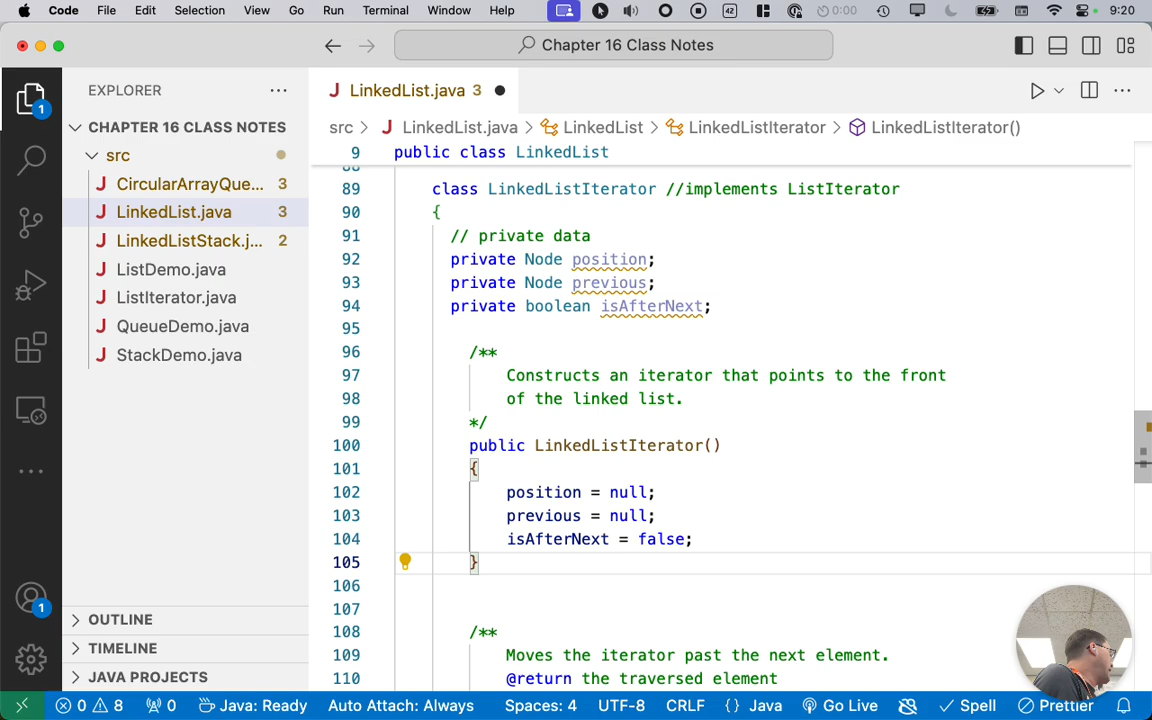 Code File Edit Selection View Go Run Terminal Window Help 42 0:00 9:20
Chapter 16 Class Notes
EXPLORER
LinkedList.java 3
CHAPTER 16 CLASS NOTES
src > LinkedList.java > LinkedList > LinkedListIterator > LinkedListIterator()
src
CircularArrayQue... 3
LinkedList.java 3
LinkedListStack.j... 2
ListDemo.java
ListIterator.java
QueueDemo.java
StackDemo.java
OUTLINE
TIMELINE
JAVA PROJECTS
1
1
9 public class LinkedList
89 class LinkedListIterator //implements ListIterator
90 {
91 // private data
92 private Node position;
93 private Node previous;
94 private boolean isAfterNext;
95
96 /**
97 Constructs an iterator that points to the front
98 of the linked list.
99 */
100 public LinkedListIterator()
101 {
102 position = null;
103 previous = null;
104 isAfterNext = false;
105 }
106
107
108 /**
109 Moves the iterator past the next element.
110 @return the traversed element
0 8 0 Java: Ready Auto Attach: Always Spaces: 4 UTF-8 CRLF {} Java Go Live Spell Prettier